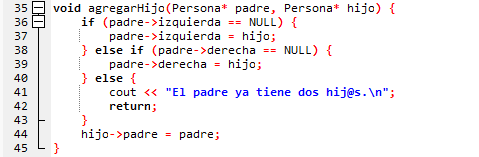 35 void agregarHijo(Persona* padre, Persona* hijo) {
36     if (padre->izquierda == NULL) {
37         padre->izquierda = hijo;
38     } else if (padre->derecha == NULL) {
39         padre->derecha = hijo;
40     } else {
41         cout << "El padre ya tiene dos hij@s.\n";
42         return;
43     }
44     hijo->padre = padre;
45 }